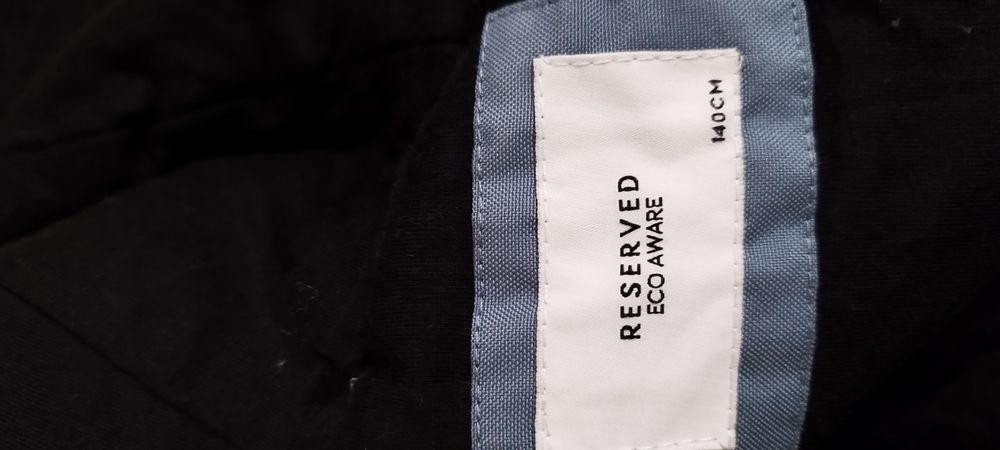 RESERVED
ECO AWARE
140CM